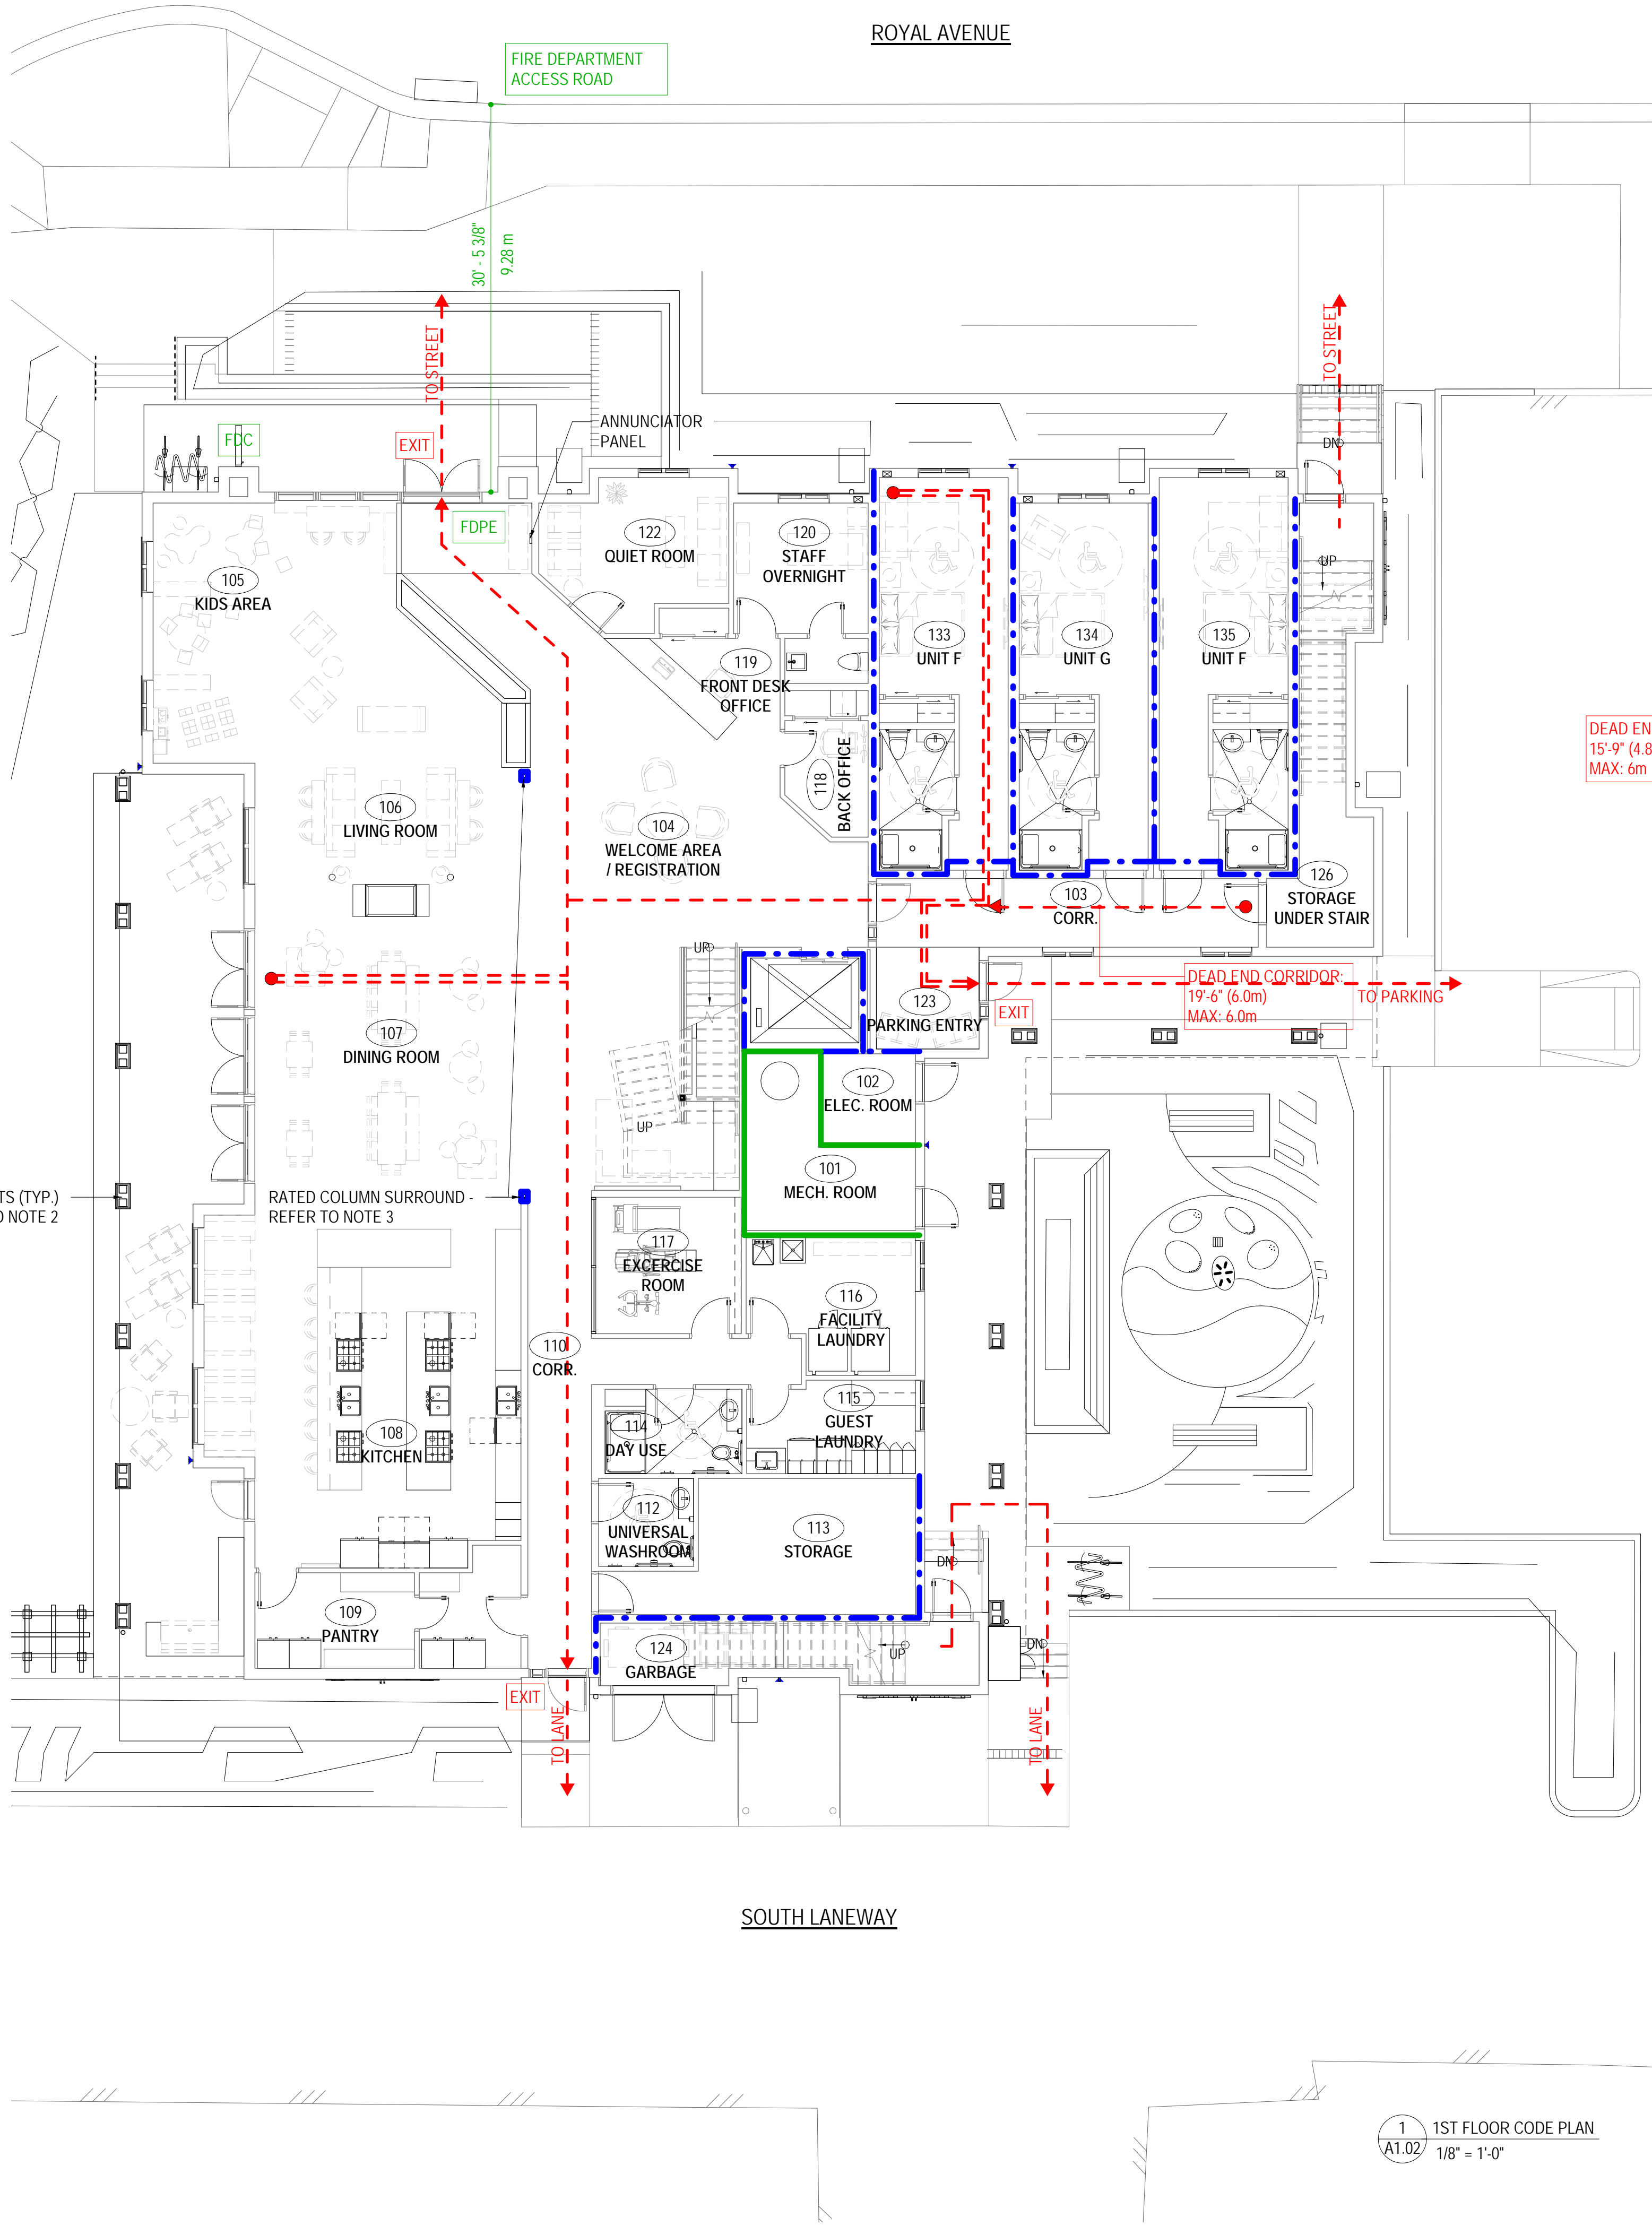 ROYAL AVENUE
FIRE DEPARTMENT
ACCESS ROAD
30' - 5 3/8"
9.28 m
TO STREET
TO STREET
FDC
EXIT
ANNUNCIATOR
PANEL
DN
FDPE
122
QUIET ROOM
120
STAFF
OVERNIGHT
UP
105
KIDS AREA
133
UNIT F
134
UNIT G
135
UNIT F
119
FRONT DESK
OFFICE
DEAD EN
15'-9" (4.8
MAX: 6m
118
BACK OFFICE
106
LIVING ROOM
104
WELCOME AREA
/ REGISTRATION
103
CORR.
126
STORAGE
UNDER STAIR
UP
DEAD END CORRIDOR:
19'-6" (6.0m)
MAX: 6.0m
TO PARKING
123
PARKING ENTRY
EXIT
107
DINING ROOM
102
ELEC. ROOM
UP
101
MECH. ROOM
TS (TYP.)
O NOTE 2
RATED COLUMN SURROUND -
REFER TO NOTE 3
117
EXCERCISE
ROOM
116
FACILITY
LAUNDRY
110
CORR.
115
GUEST
LAUNDRY
114
DAY USE
108
KITCHEN
112
UNIVERSAL
WASHROOM
113
STORAGE
DN
109
PANTRY
124
GARBAGE
UP
DN
EXIT
TO LANE
TO LANE
SOUTH LANEWAY
1
A1.02
1ST FLOOR CODE PLAN
1/8" = 1'-0"